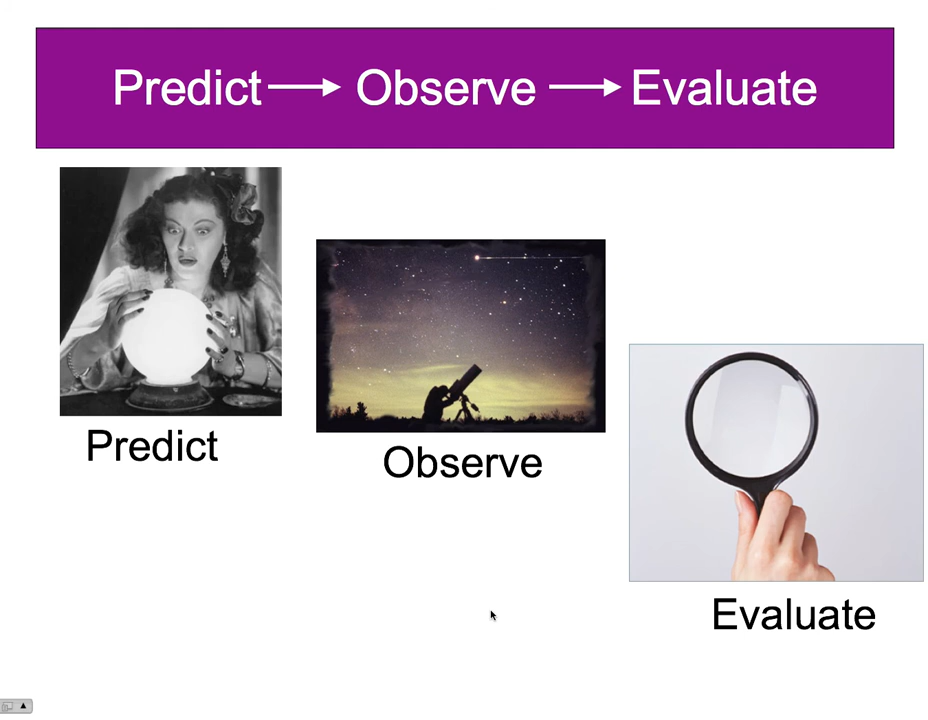 Predict Observe Evaluate
Predict
Observe
Evaluate